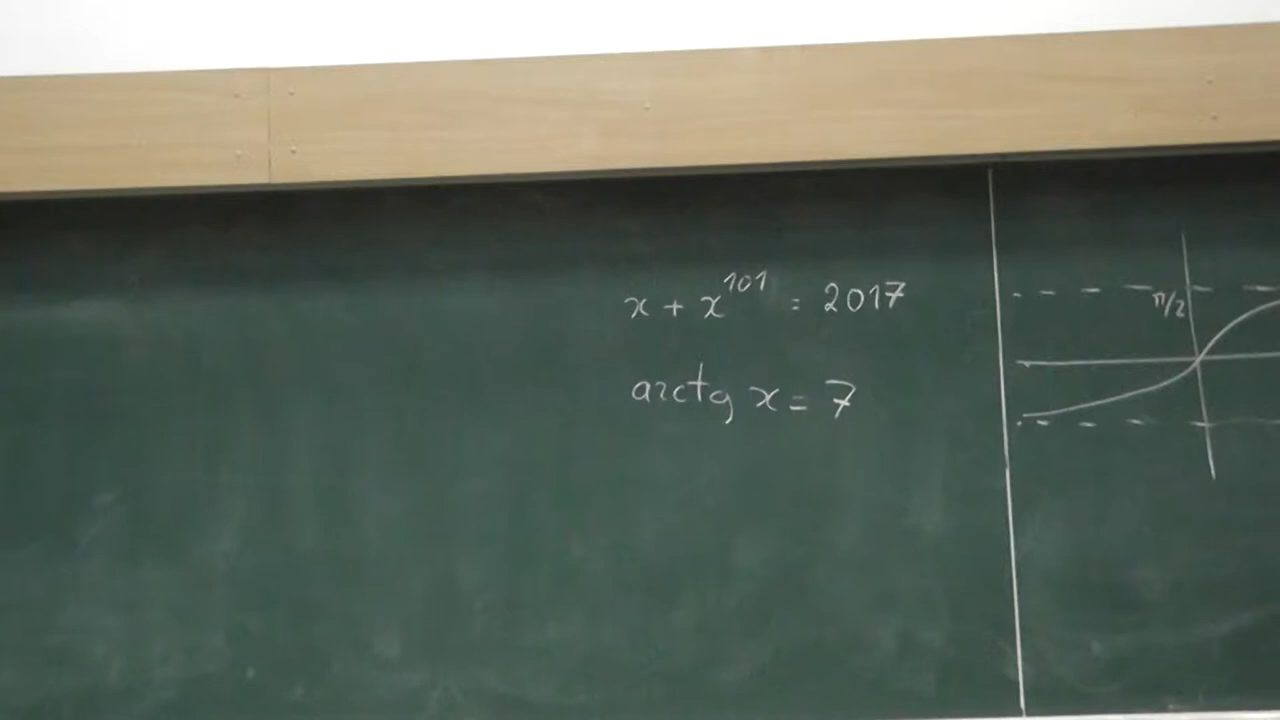 x + x^101 = 2017
arctg x = 7
π/2